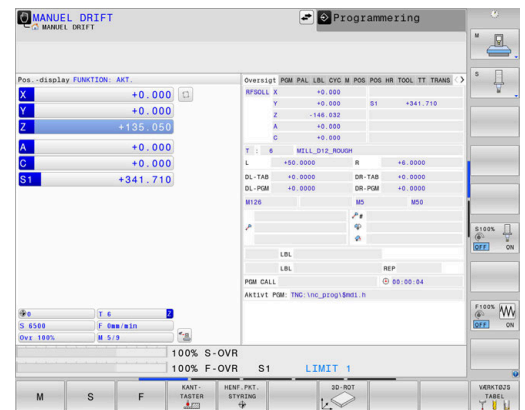 MANUEL DRIFT
MANUEL DRIFT
Programmering
Pos.-display FUNKTION: AKT.
X +0.000
Y +0.000
Z +135.050
A +0.000
C +0.000
S1 +341.710
0 T 6 Z
S 6500 F 0mm/min
Ovr 100% M 5/9
Oversigt PGM PAL LBL CYC M POS POS HR TOOL TT TRANS
RFSOLL X +0.000
Y +0.000 S1 +341.710
Z -146.032
A +0.000
C +0.000
T : 6 MILL_D12_ROUGH
L +50.0000 R +6.0000
DL-TAB +0.0000 DR-TAB +0.0000
DL-PGM +0.0000 DR-PGM +0.0000
M126 M5 M50
P#
P
LBL
LBL REP
PGM CALL 00:00:04
Aktivt PGM: TNC:\nc_prog\$mdi.h
100% S-OVR
100% F-OVR S1 LIMIT 1
M
S
S100%
OFF ON
F100%
OFF ON
M
S
F
KANT-
TASTER
HENF.PKT.
STYRING
3D-ROT
VÆRKTØJS
TABEL